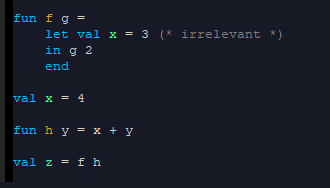 fun f g =
    let val x = 3 (* irrelevant *)
    in g 2
    end

val x = 4

fun h y = x + y

val z = f h